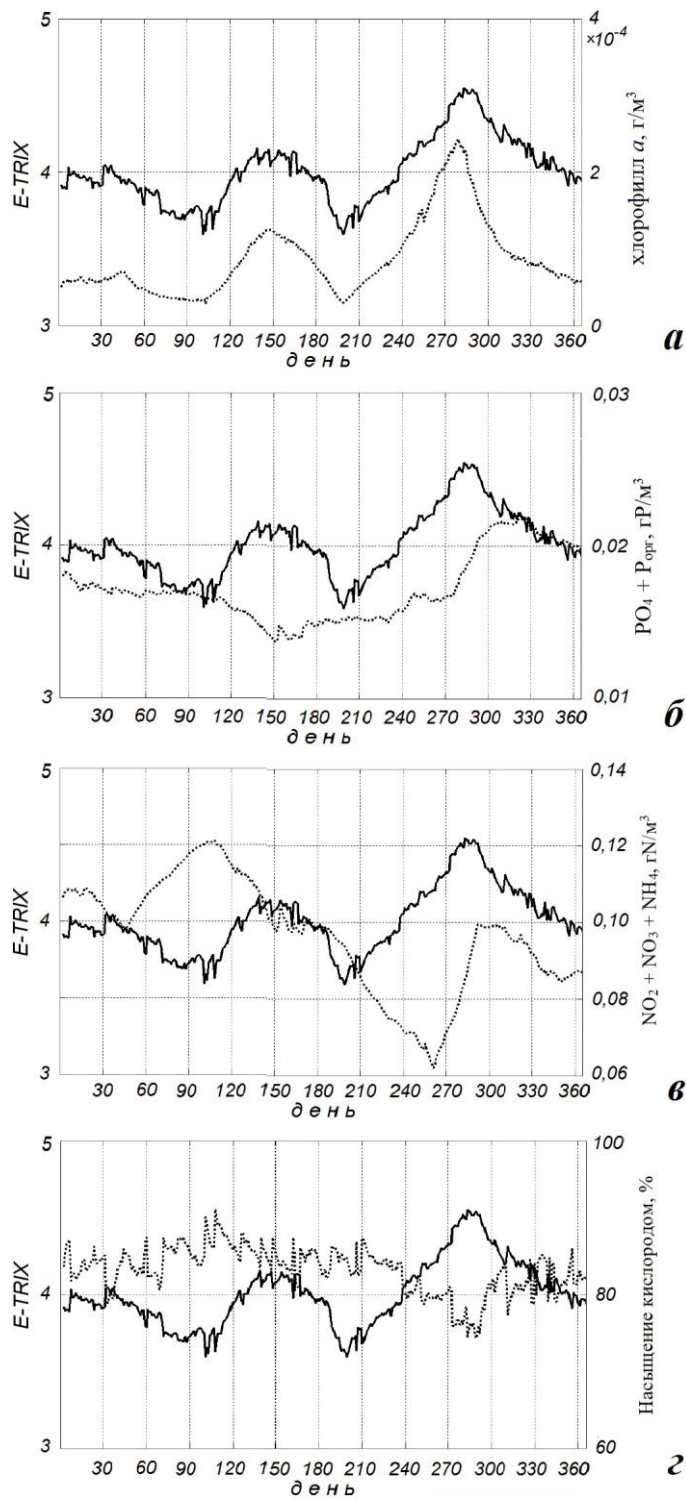 5
4
3
E-TRIX
4
×10⁻⁴
2
0
хлорофилл a, г/м³
30 60 90 120 150 180 210 240 270 300 330 360
день
а
5
4
3
E-TRIX
0,03
0,02
0,01
PO₄ + Pорг, гP/м³
30 60 90 120 150 180 210 240 270 300 330 360
день
б
5
4
3
E-TRIX
0,14
0,12
0,10
0,08
0,06
NO₂ + NO₃ + NH₄, гN/м³
30 60 90 120 150 180 210 240 270 300 330 360
день
в
5
4
3
E-TRIX
100
80
60
Насыщение кислородом, %
30 60 90 120 150 180 210 240 270 300 330 360
день
г